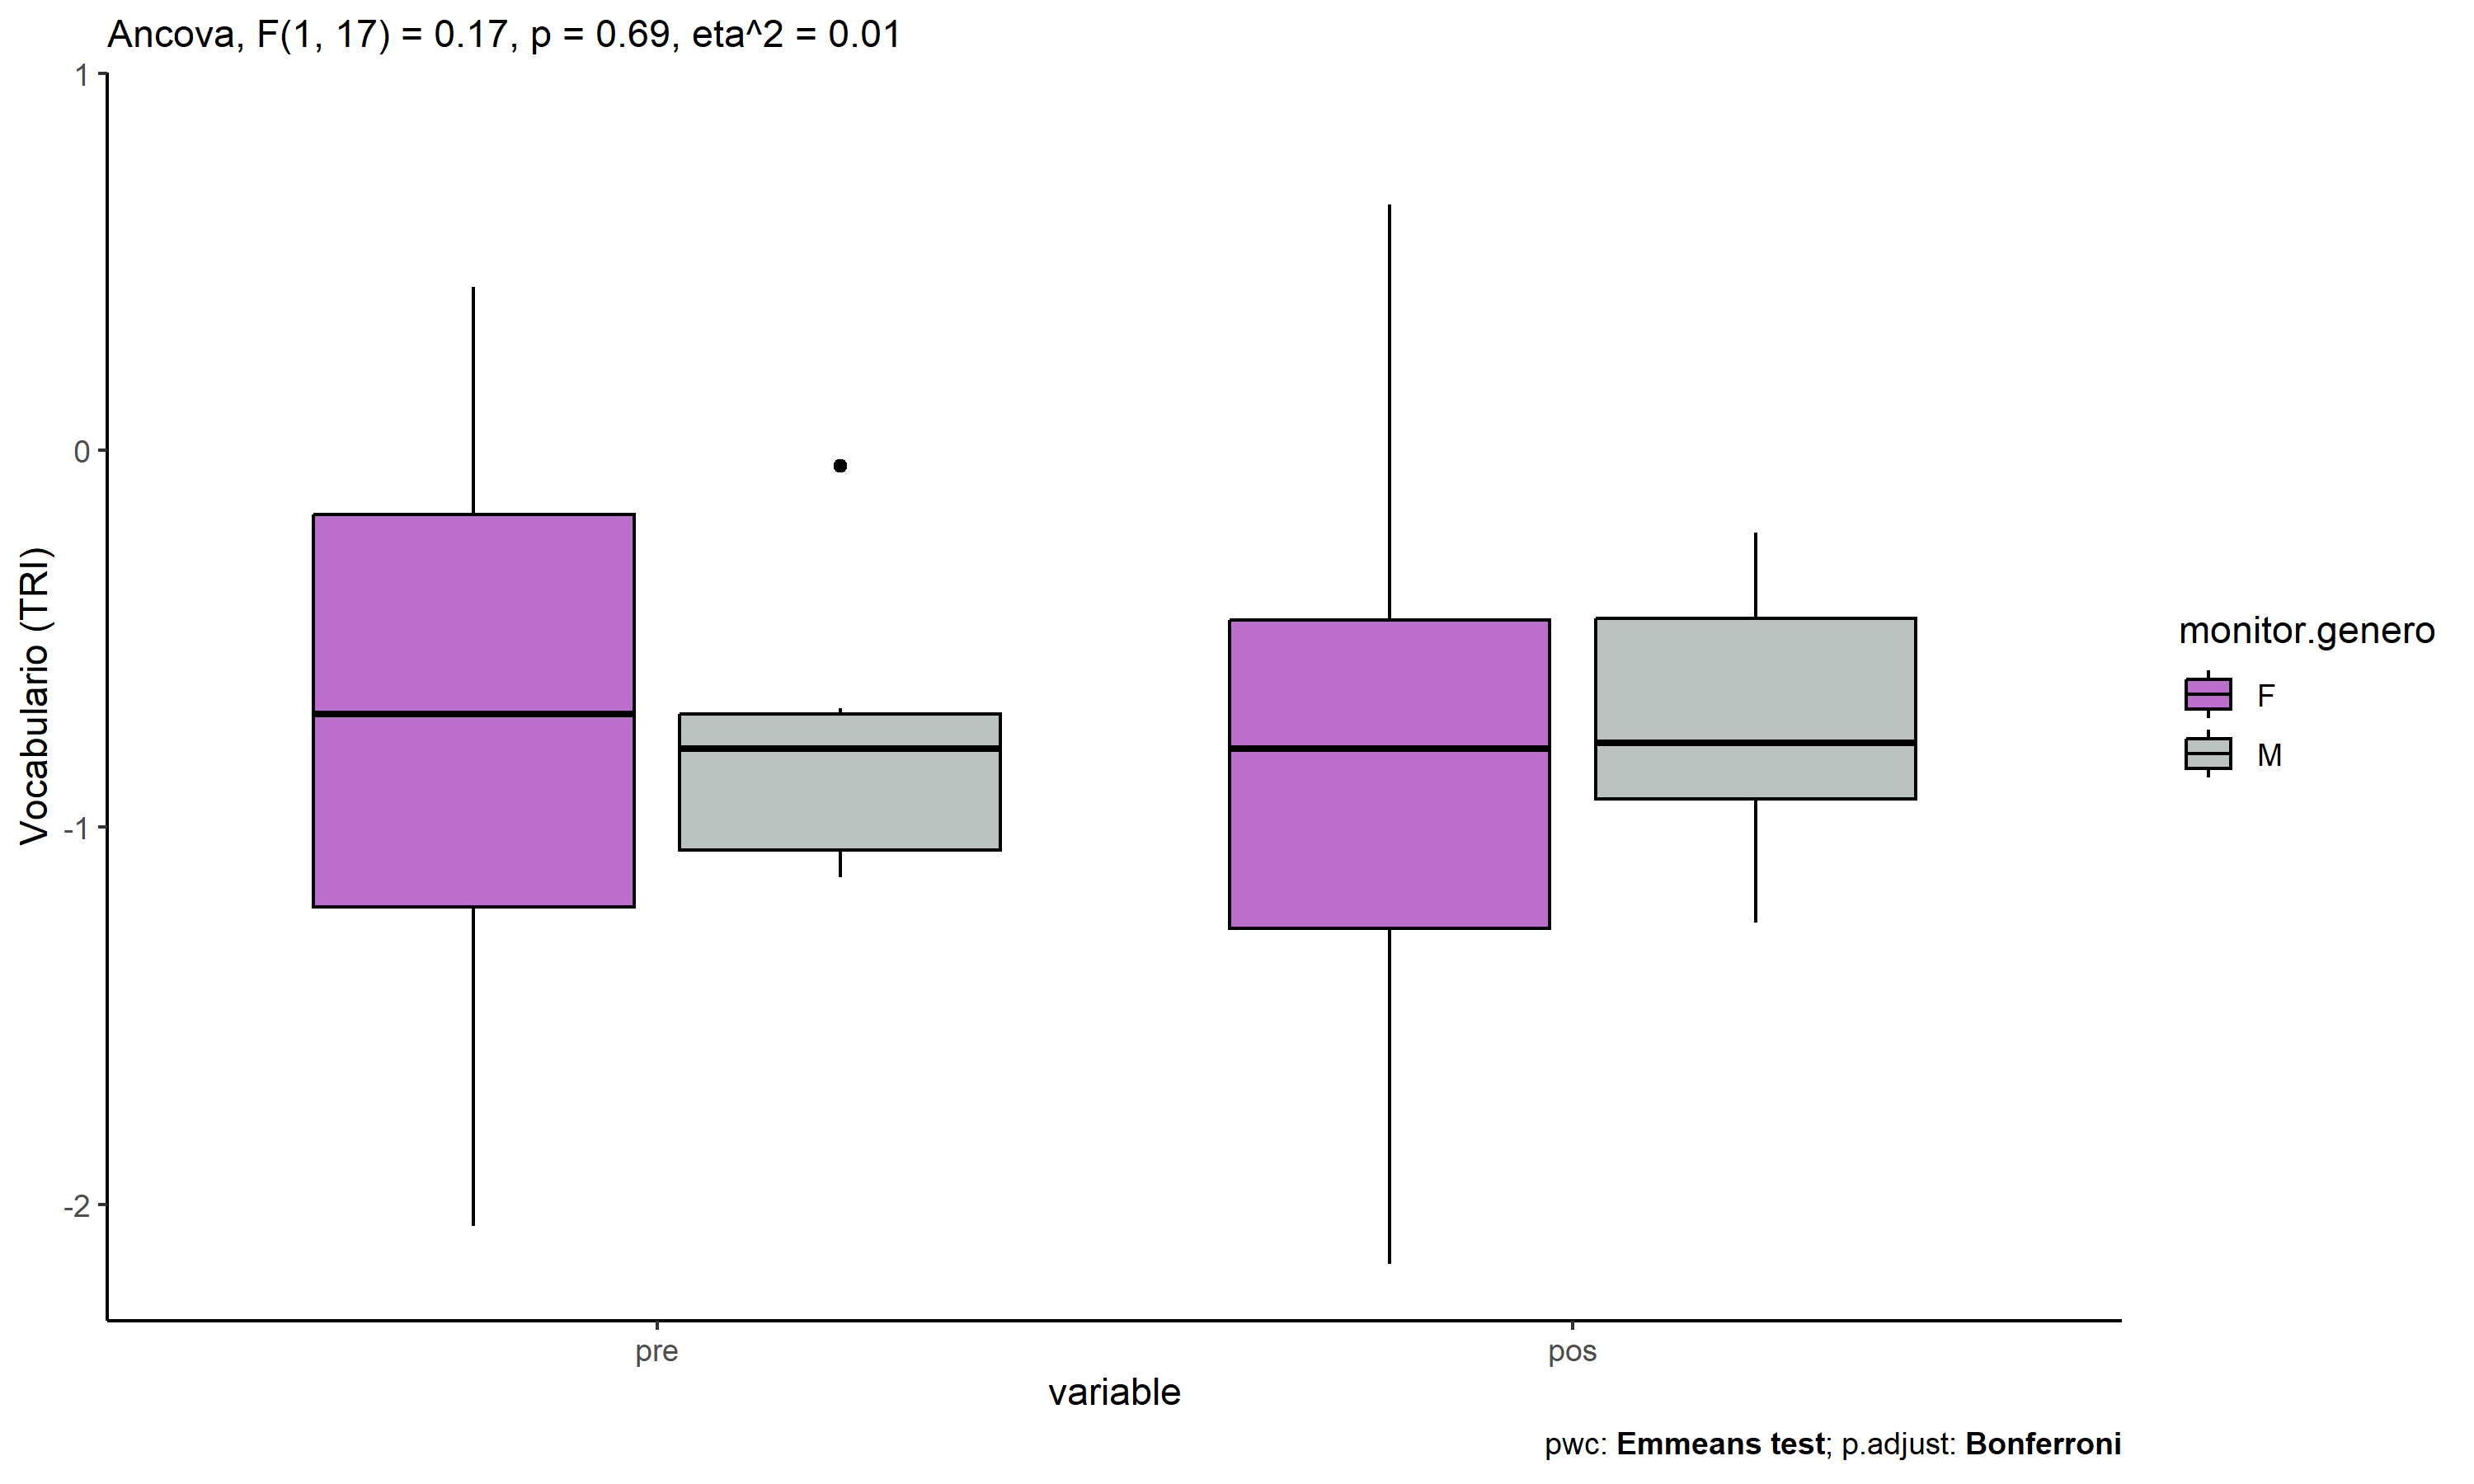 Ancova, F(1, 17) = 0.17, p = 0.69, eta^2 = 0.01
Vocabulario (TRI)
1
0
-1
-2
pre
pos
variable
monitor.genero
F
M
pwc: Emmeans test; p.adjust: Bonferroni